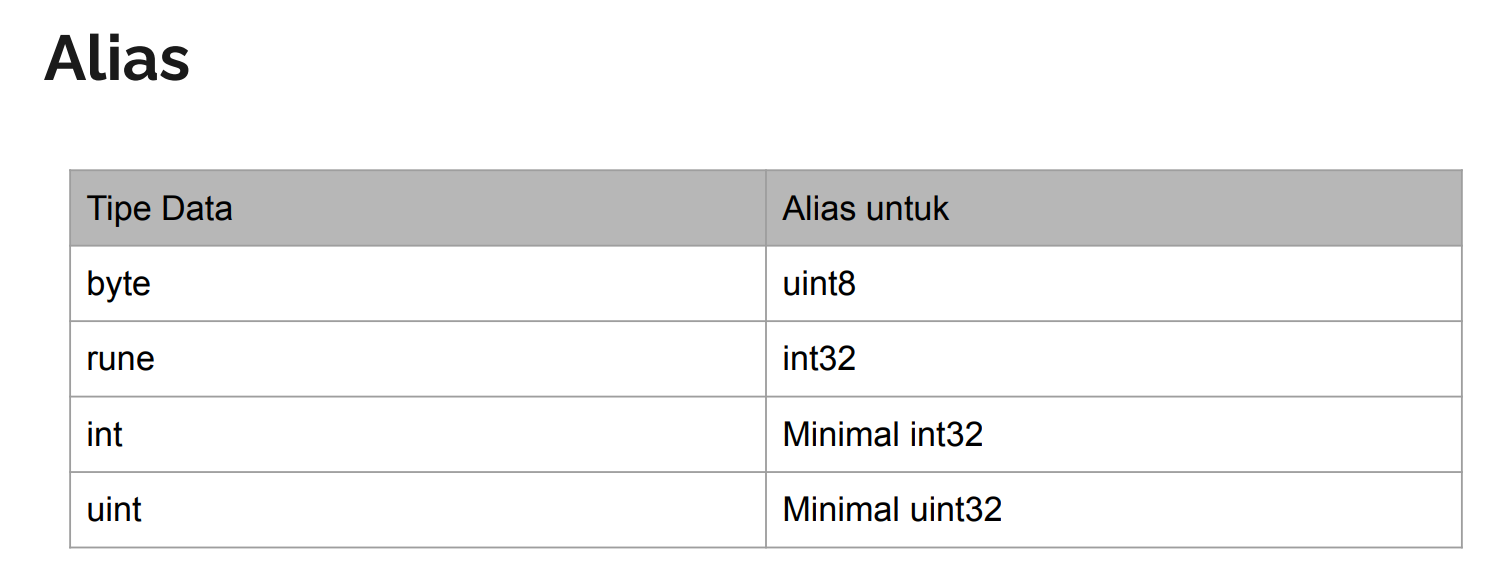 Alias
Tipe Data Alias untuk
byte uint8
rune int32
int Minimal int32
uint Minimal uint32